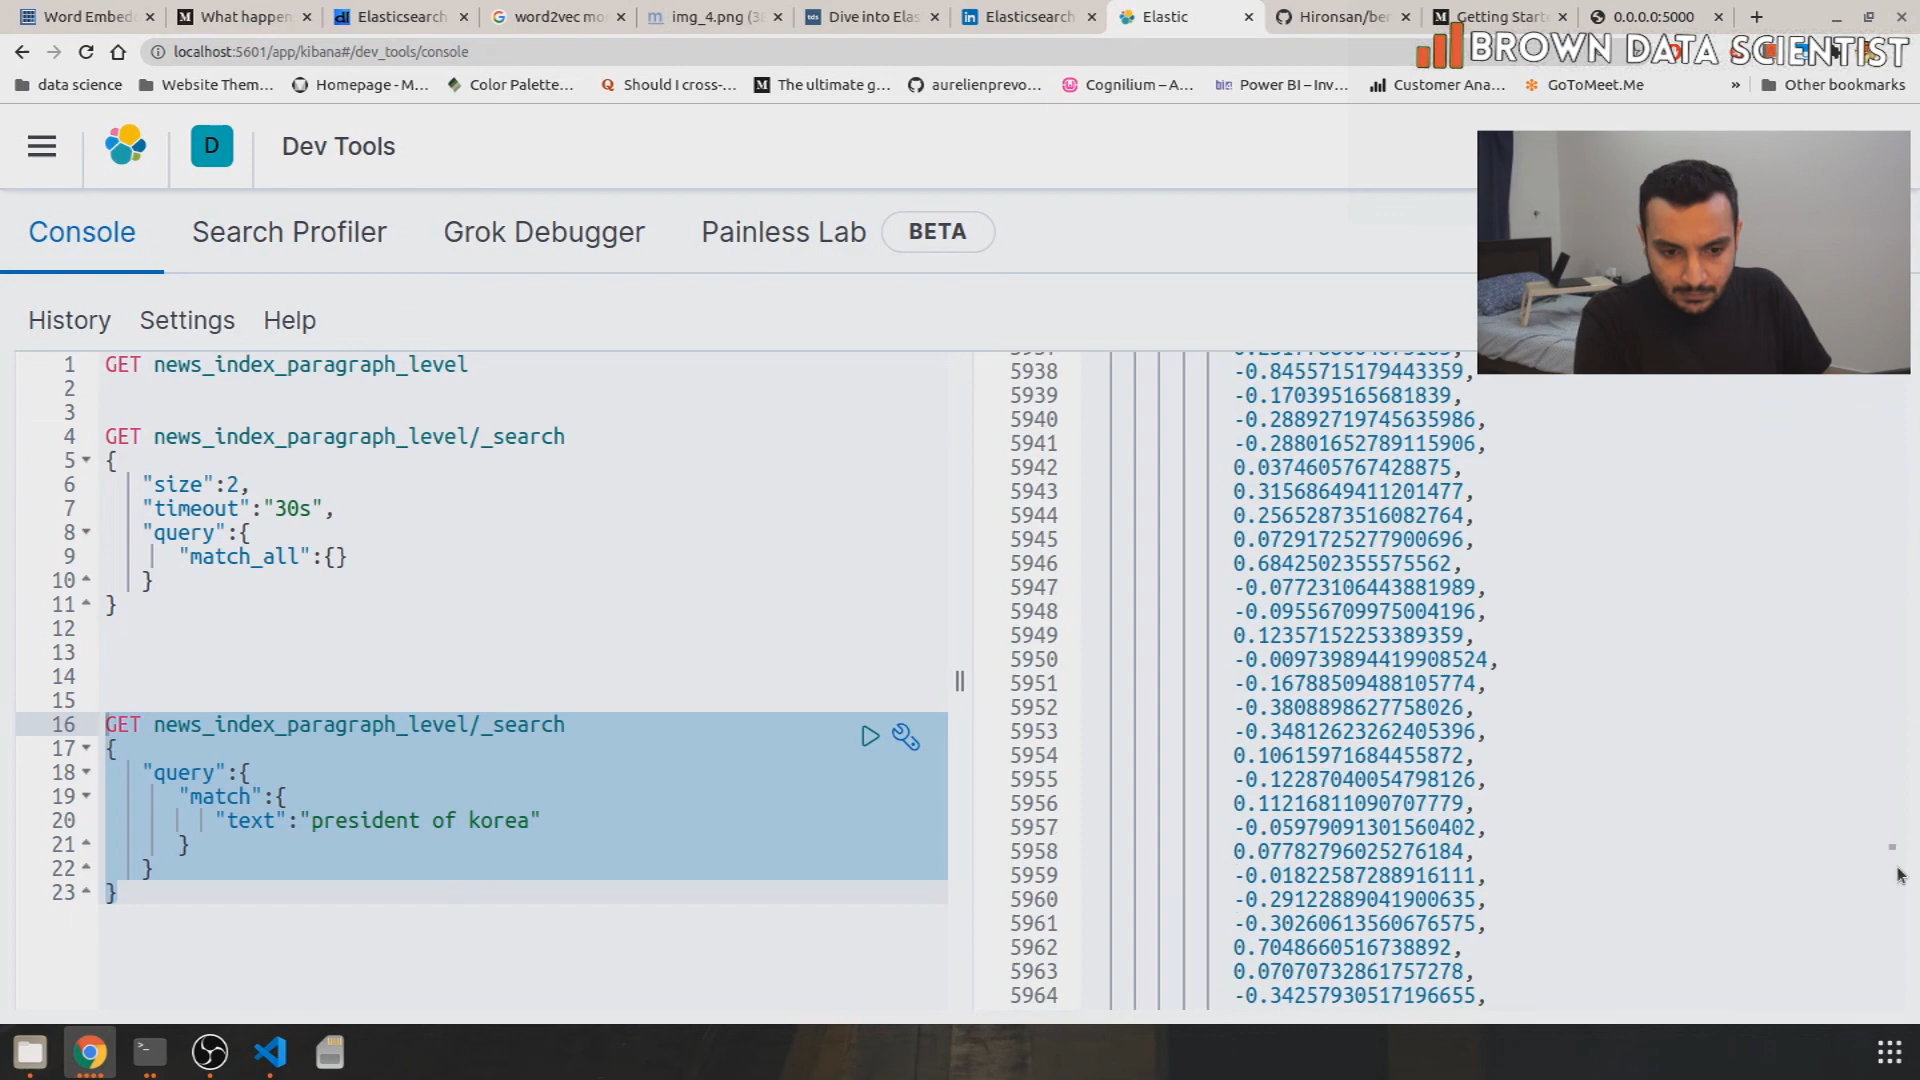 Word Embed
What happen
Elasticsearch
word2vec mo
img_4.png (3
Dive into Elas
Elasticsearch
Elastic
Hironsan/ber
Getting Start
0.0.0.0:5000
localhost:5601/app/kibana#/dev_tools/console
BROWN DATA SCIENTIST
data science
Website Them...
Homepage - M...
Color Palette...
Should I cross-...
The ultimate g...
aurelienprevo...
Cognilium – A...
Power BI – Inv...
Customer Ana...
GoToMeet.Me
»
Other bookmarks
D
Dev Tools
Console
Search Profiler
Grok Debugger
Painless Lab
BETA
History
Settings
Help
1 GET news_index_paragraph_level
2
3
4 GET news_index_paragraph_level/_search
5 {
6 "size":2,
7 "timeout":"30s",
8 "query":{
9 "match_all":{}
10 }
11 }
12
13
14
15
16 GET news_index_paragraph_level/_search
17 {
18 "query":{
19 "match":{
20 "text":"president of korea"
21 }
22 }
23 }
5938 -0.8455715179443359,
5939 -0.170395165681839,
5940 -0.288927197456359​86,
5941 -0.28801652789115906,
5942 0.0374605767428875,
5943 0.31568649411201477,
5944 0.25652873516082764,
5945 0.07291725277900696,
5946 0.6842502355575562,
5947 -0.077231064438819​89,
5948 -0.09556709975004196,
5949 0.12357152253389359,
5950 -0.009739894419908524,
5951 -0.16788509488105774,
5952 -0.3808898627758026,
5953 -0.34812623262405396,
5954 0.10615971684455872,
5955 -0.12287040054798126,
5956 0.11216811090707779,
5957 -0.05979091301560402,
5958 0.07782796025276184,
5959 -0.01822587288916111,
5960 -0.29122889041900635,
5961 -0.30260613560676575,
5962 0.7048660516738892,
5963 0.07070732861757278,
5964 -0.34257930517196655,